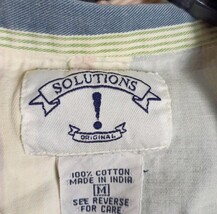 SOLUTIONS
!
ORIGINAL
100% COTTON
MADE IN INDIA
M
SEE REVERSE
FOR CARE